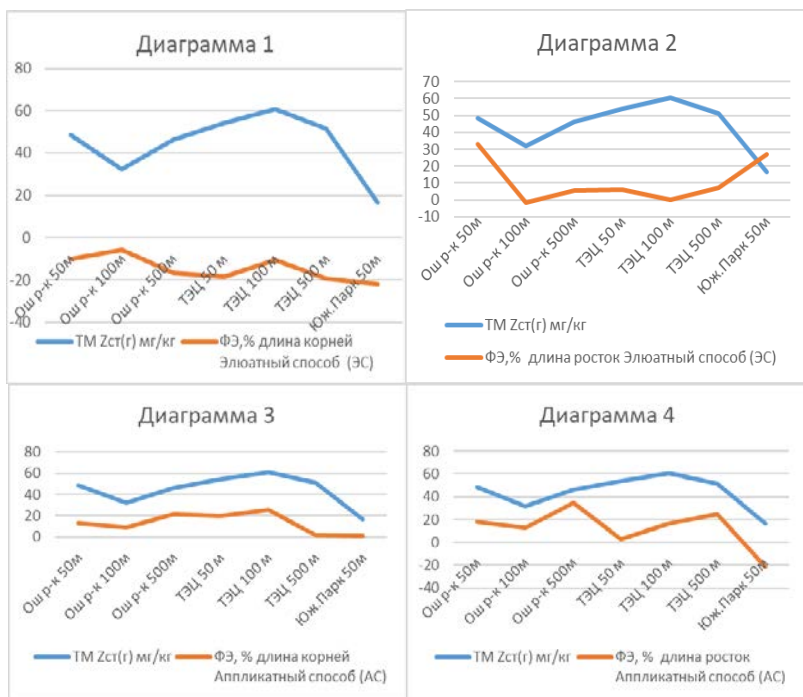 Диаграмма 1
80
60
40
20
0
-20
-40
Ош р-к 50м
Ош р-к 100м
Ош р-к 500м
ТЭЦ 50 м
ТЭЦ 100 м
ТЭЦ 500 м
Юж.Парк 50м
ТМ Zст(г) мг/кг
ФЭ,% длина корней
Элюатный способ (ЭС)
Диаграмма 2
70
60
50
40
30
20
10
0
-10
Ош р-к 50м
Ош р-к 100м
Ош р-к 500м
ТЭЦ 50м
ТЭЦ 100 м
ТЭЦ 500 м
Юж.Парк 50м
ТМ Zст(г) мг/кг
ФЭ,% длина росток Элюатный способ (ЭС)
Диаграмма 3
80
60
40
20
0
Ош р-к 50м
Ош р-к 100м
Ош р-к 500м
ТЭЦ 50 м
ТЭЦ 100 м
ТЭЦ 500 м
Юж.Парк 50м
ТМ Zст(г) мг/кг
ФЭ, % длина корней
Аппликатный способ (АС)
Диаграмма 4
80
60
40
20
0
-20
-40
Ош р-к 50м
Ош р-к 100м
Ош р-к 500м
ТЭЦ 50 м
ТЭЦ 100 м
ТЭЦ 500 м
Юж.Парк 50м
ТМ Zст(г) мг/кг
ФЭ, % длина росток
Аппликатный способ (АС)